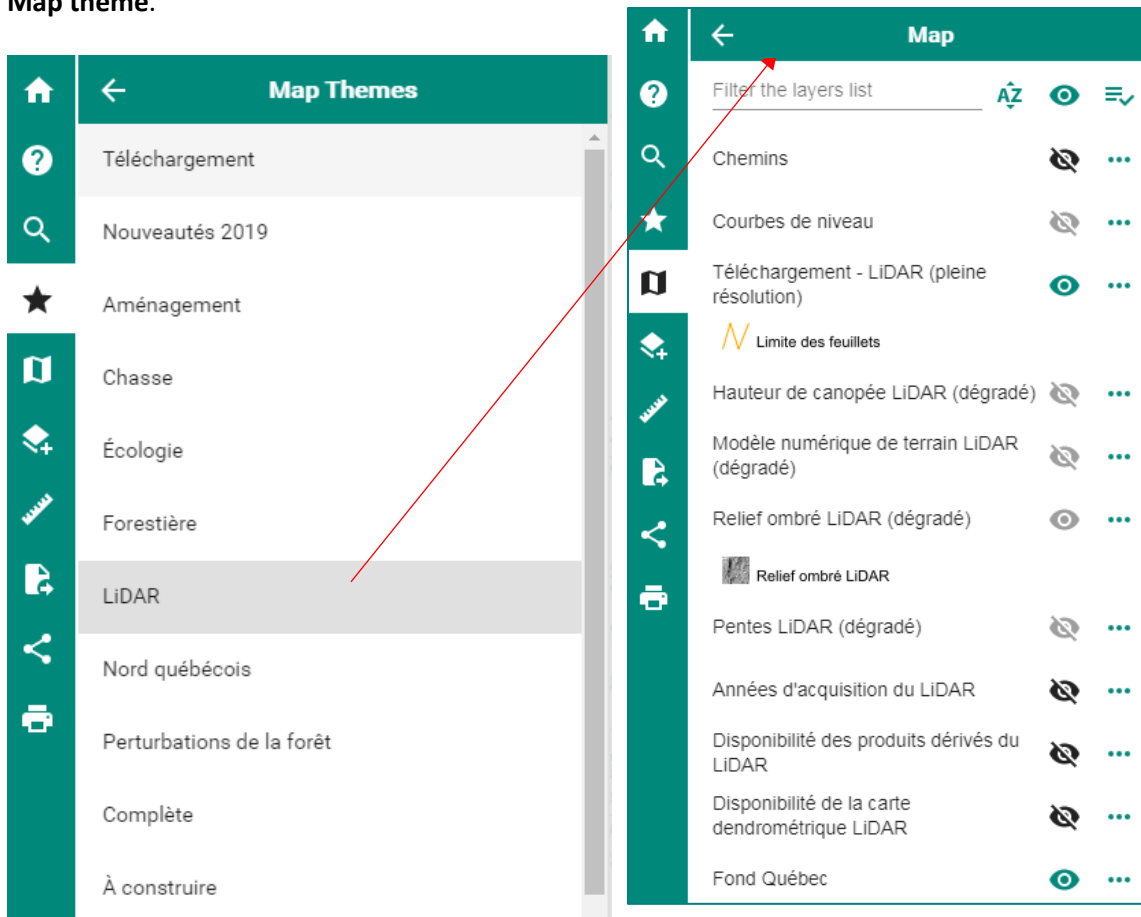 Map theme.
Map Themes
Téléchargement
Nouveautés 2019
Aménagement
Chasse
Écologie
Forestière
LiDAR
Nord québécois
Perturbations de la forêt
Complète
À construire
Map
Filter the layers list
AZ
Chemins
Courbes de niveau
Téléchargement - LiDAR (pleine
résolution)
Limite des feuillets
Hauteur de canopée LiDAR (dégradé)
Modèle numérique de terrain LiDAR
(dégradé)
Relief ombré LiDAR (dégradé)
Relief ombré LiDAR
Pentes LiDAR (dégradé)
Années d'acquisition du LiDAR
Disponibilité des produits dérivés du
LiDAR
Disponibilité de la carte
dendrométrique LiDAR
Fond Québec